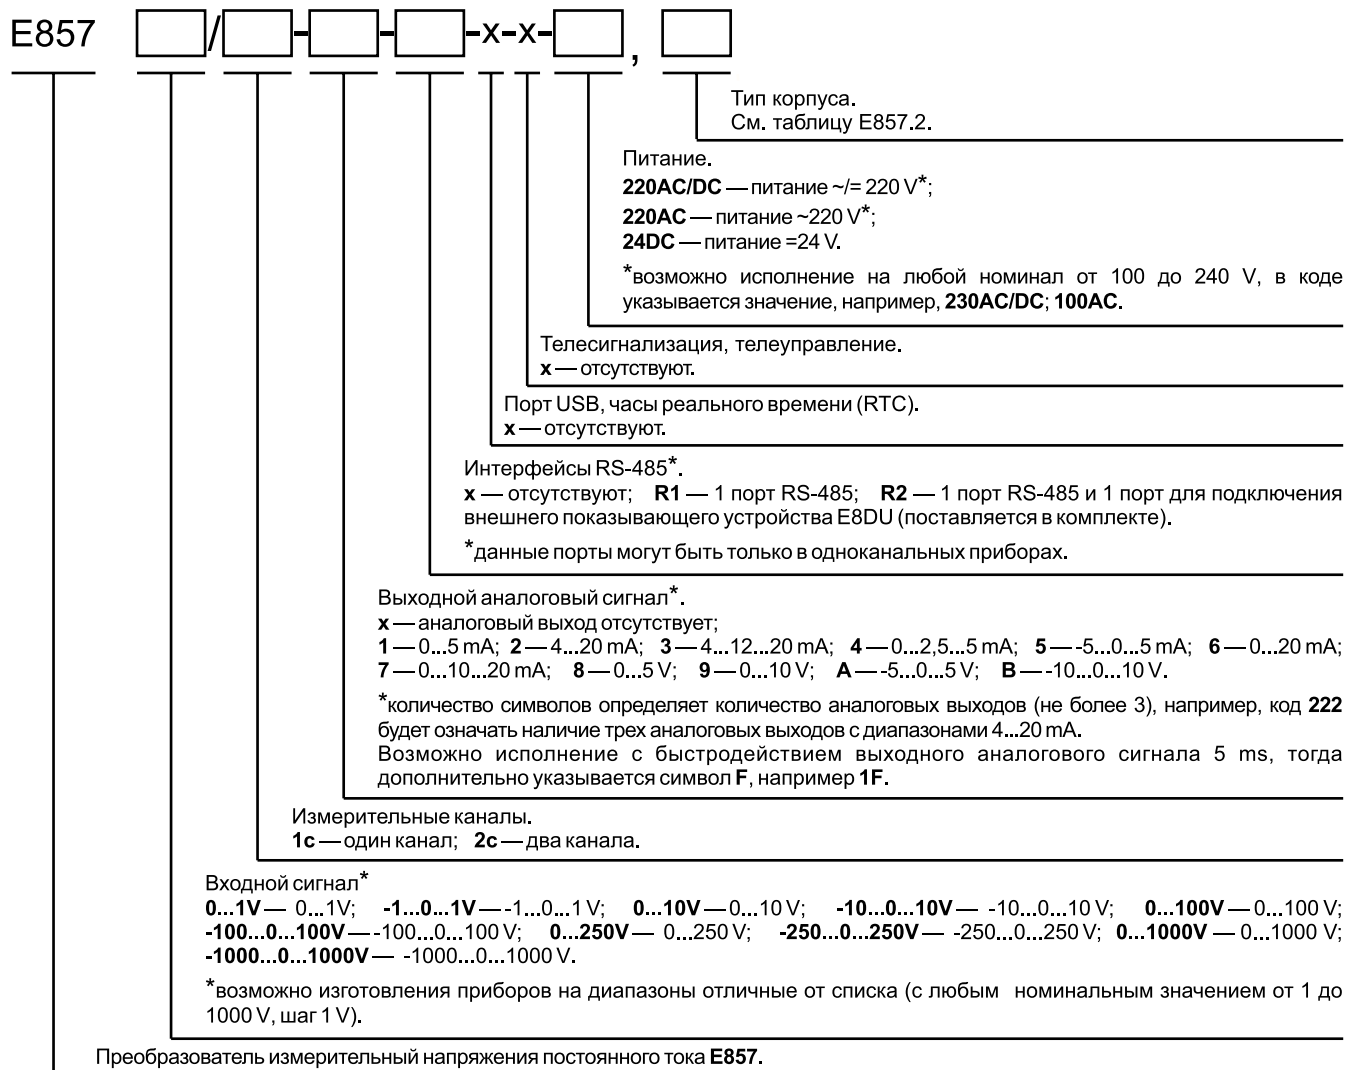 E857 / - - -x-x- ,
Тип корпуса.
См. таблицу E857.2.
Питание.
220AC/DC — питание ~/= 220 V*;
220AC — питание ~220 V*;
24DC — питание =24 V.
*возможно исполнение на любой номинал от 100 до 240 V, в коде
указывается значение, например, 230AC/DC; 100AC.
Телесигнализация, телеуправление.
x — отсутствуют.
Порт USB, часы реального времени (RTC).
x — отсутствуют.
Интерфейсы RS-485*.
x — отсутствуют; R1 — 1 порт RS-485; R2 — 1 порт RS-485 и 1 порт для подключения
внешнего показывающего устройства E8DU (поставляется в комплекте).
*данные порты могут быть только в одноканальных приборах.
Выходной аналоговый сигнал*.
x — аналоговый выход отсутствует;
1 — 0...5 mA; 2 — 4...20 mA; 3 — 4...12...20 mA; 4 — 0...2,5...5 mA; 5 — -5...0...5 mA; 6 — 0...20 mA;
7 — 0...10...20 mA; 8 — 0...5 V; 9 — 0...10 V; A — -5...0...5 V; B — -10...0...10 V.
*количество символов определяет количество аналоговых выходов (не более 3), например, код 222
будет означать наличие трех аналоговых выходов с диапазонами 4...20 mA.
Возможно исполнение с быстродействием выходного аналогового сигнала 5 ms, тогда
дополнительно указывается символ F, например 1F.
Измерительные каналы.
1c — один канал; 2c — два канала.
Входной сигнал*
0...1V — 0...1V; -1...0...1V — -1...0...1 V; 0...10V — 0...10 V; -10...0...10V — -10...0...10 V; 0...100V — 0...100 V;
-100...0...100V — -100...0...100 V; 0...250V — 0...250 V; -250...0...250V — -250...0...250 V; 0...1000V — 0...1000 V;
-1000...0...1000V — -1000...0...1000 V.
*возможно изготовления приборов на диапазоны отличные от списка (с любым номинальным значением от 1 до
1000 V, шаг 1 V).
Преобразователь измерительный напряжения постоянного тока E857.